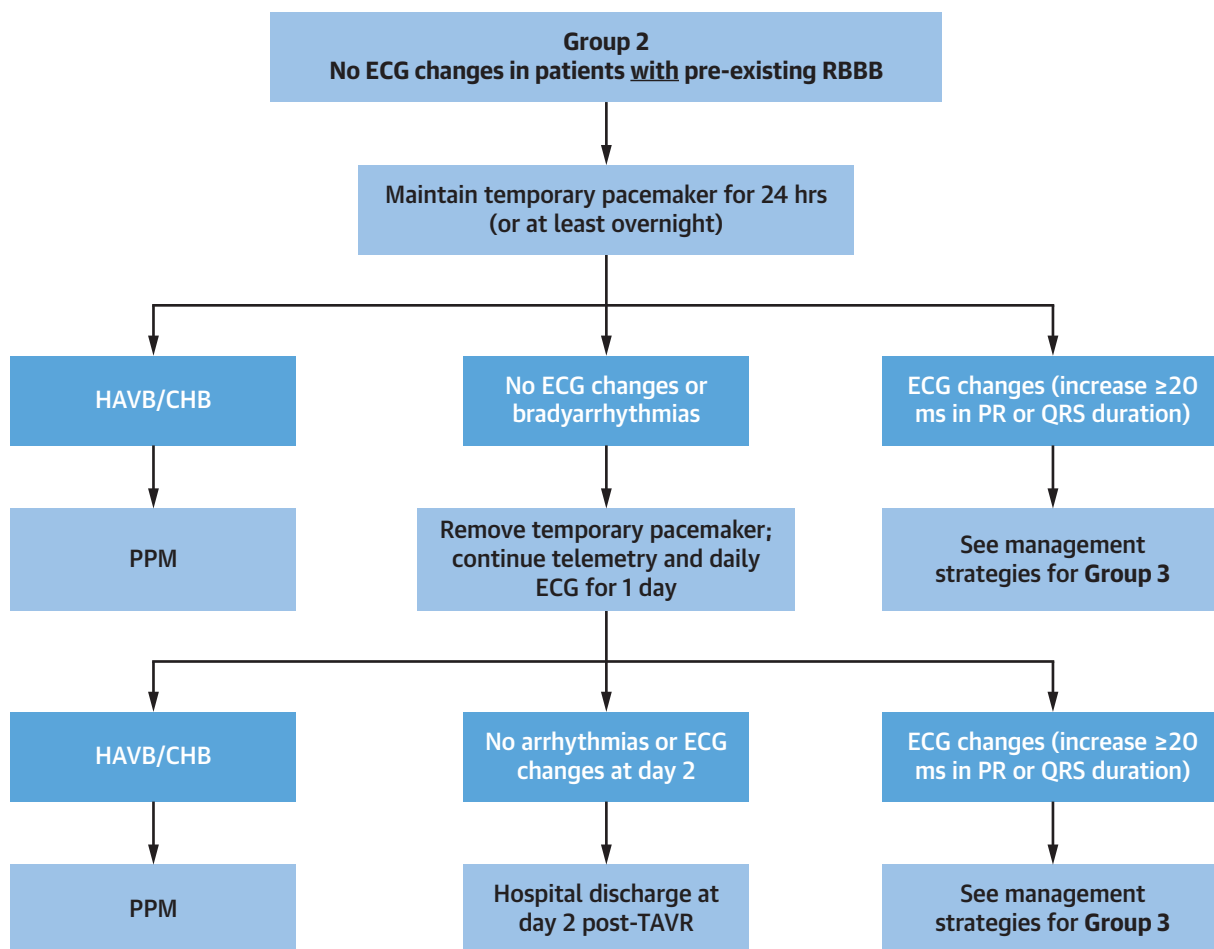 Group 2
No ECG changes in patients with pre-existing RBBB
Maintain temporary pacemaker for 24 hrs
(or at least overnight)
HAVB/CHB
No ECG changes or
bradyarrhythmias
ECG changes (increase ≥20
ms in PR or QRS duration)
PPM
Remove temporary pacemaker;
continue telemetry and daily
ECG for 1 day
See management
strategies for Group 3
HAVB/CHB
No arrhythmias or ECG
changes at day 2
ECG changes (increase ≥20
ms in PR or QRS duration)
PPM
Hospital discharge at
day 2 post-TAVR
See management
strategies for Group 3